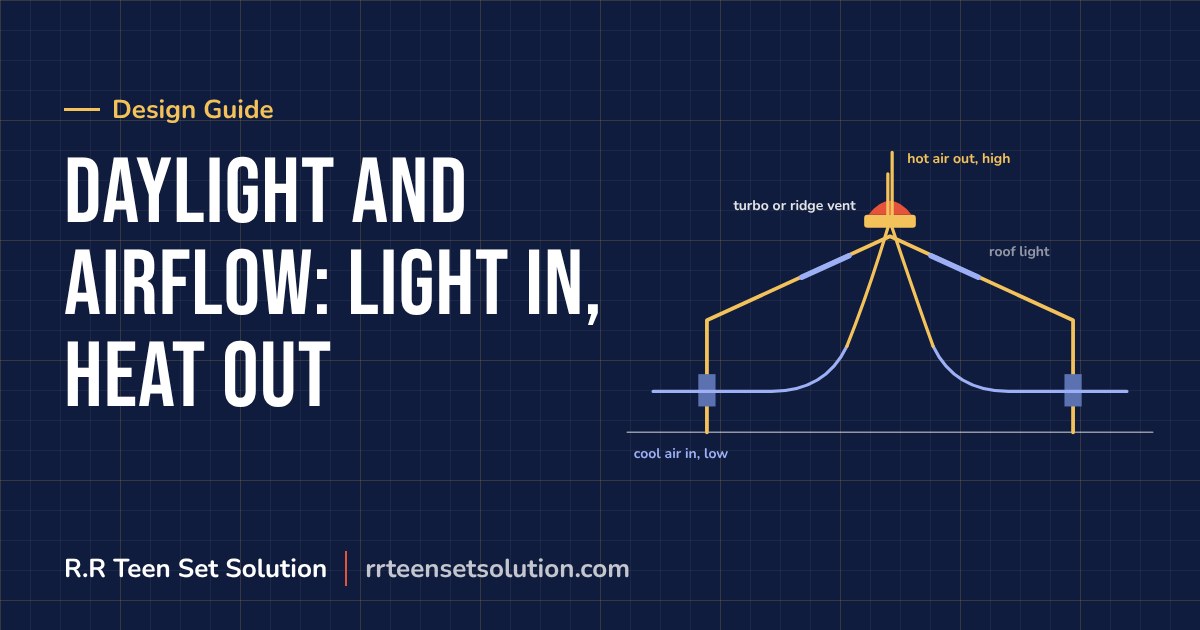 Design Guide
DAYLIGHT AND
AIRFLOW: LIGHT IN,
HEAT OUT
hot air out, high
turbo or ridge vent
roof light
cool air in, low
R.R Teen Set Solution
rrteensetsolution.com